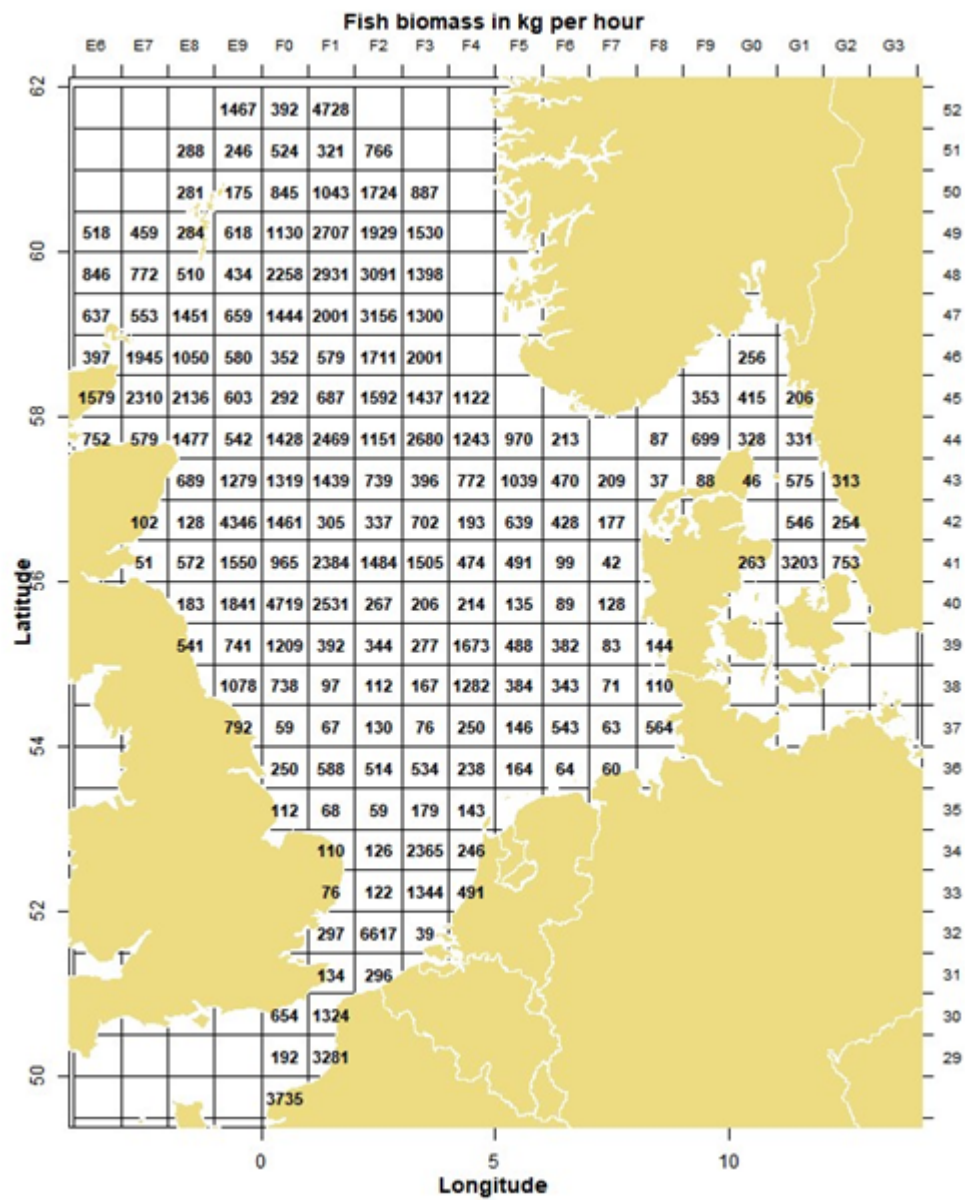 Fish biomass in kg per hour
E6 E7 E8 E9 F0 F1 F2 F3 F4 F5 F6 F7 F8 F9 G0 G1 G2 G3
62
1467 392 4728 52
288 246 524 321 766 51
281 175 845 1043 1724 887 50
518 459 284 618 1130 2707 1929 1530 49
60
846 772 510 434 2258 2931 3091 1398 48
637 553 1451 659 1444 2001 3156 1300 47
397 1945 1050 580 352 579 1711 2001 256 46
1579 2310 2136 603 292 687 1592 1437 1122 353 415 206 45
58
752 579 1477 542 1428 2469 1151 2680 1243 970 213 87 699 328 331 44
689 1279 1319 1439 739 396 772 1039 470 209 37 88 46 575 313 43
102 128 4346 1461 305 337 702 193 639 428 177 546 254 42
51 572 1550 965 2384 1484 1505 474 491 99 42 263 3203 753 41
56
Latitude
183 1841 4719 2531 267 206 214 135 89 128 40
541 741 1209 392 344 277 1673 488 382 83 144 39
1078 738 97 112 167 1282 384 343 71 110 38
792 59 67 130 76 250 146 543 63 564 37
54
250 588 514 534 238 164 64 60 36
112 68 59 179 143 35
110 126 2365 246 34
76 122 1344 491 33
52
297 6617 39 32
134 296 31
654 1324 30
192 3281 29
50
3735
0 5 10
Longitude